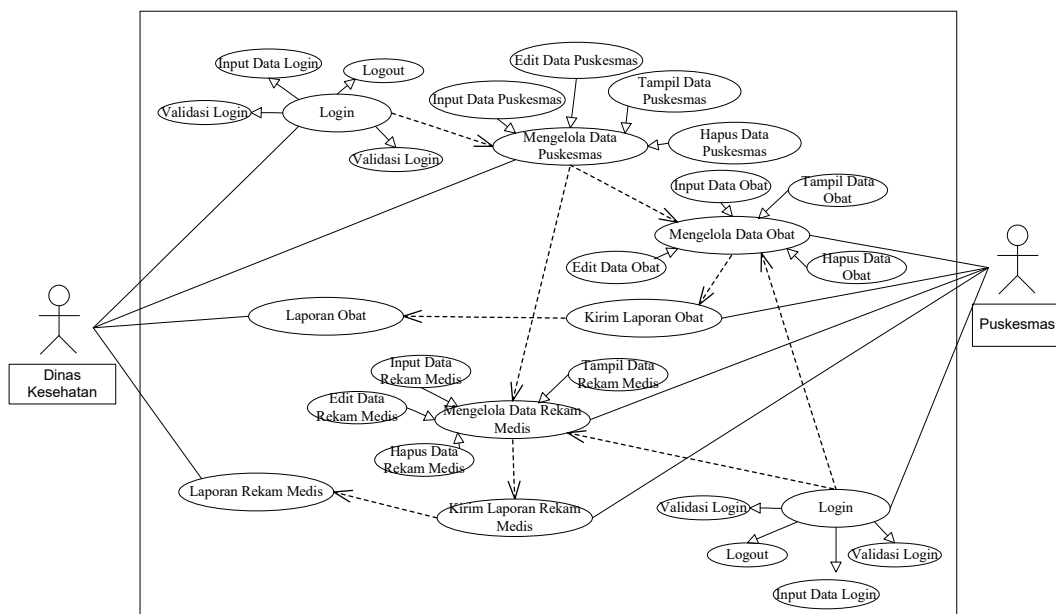 Edit Data Puskesmas
Input Data Login
Logout
Tampil Data
Puskesmas
Input Data Puskesmas
Validasi Login
Login
Mengelola Data
Puskesmas
Hapus Data
Puskesmas
Validasi Login
Input Data Obat
Tampil Data
Obat
Mengelola Data Obat
Edit Data Obat
Hapus Data
Obat
Laporan Obat
Kirim Laporan Obat
Puskesmas
Dinas
Kesehatan
Input Data
Rekam Medis
Tampil Data
Rekam Medis
Edit Data
Rekam Medis
Mengelola Data Rekam
Medis
Hapus Data
Rekam Medis
Laporan Rekam Medis
Kirim Laporan Rekam
Medis
Validasi Login
Login
Logout
Validasi Login
Input Data Login